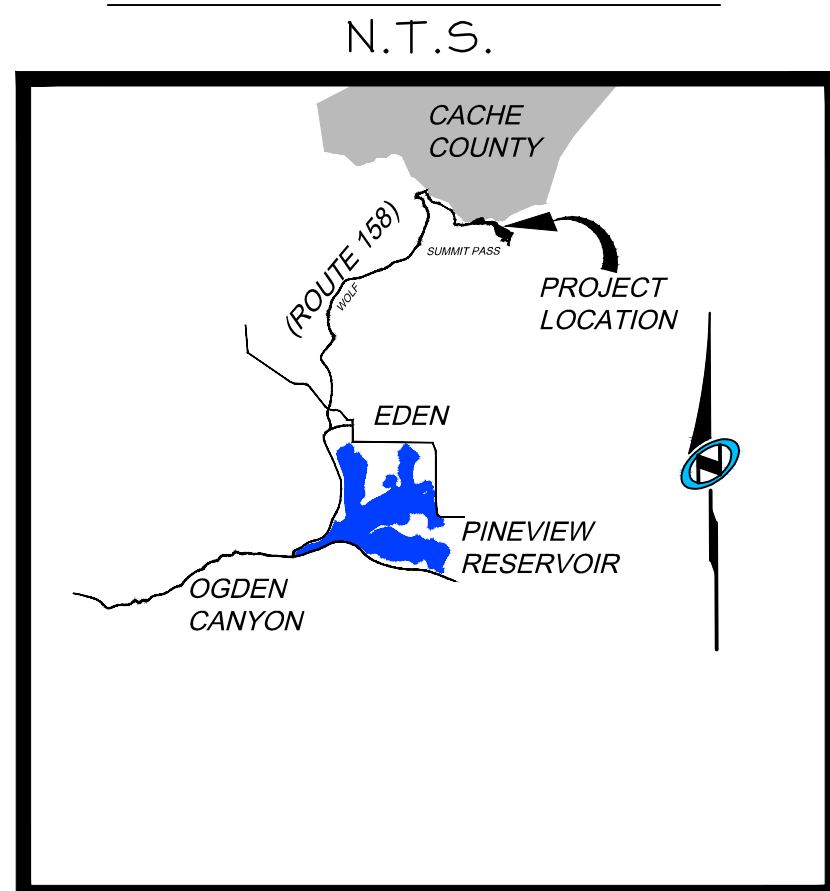 N.T.S.
CACHE
COUNTY
(ROUTE 158)
WOLF
SUMMIT PASS
PROJECT
LOCATION
EDEN
N
PINEVIEW
RESERVOIR
OGDEN
CANYON